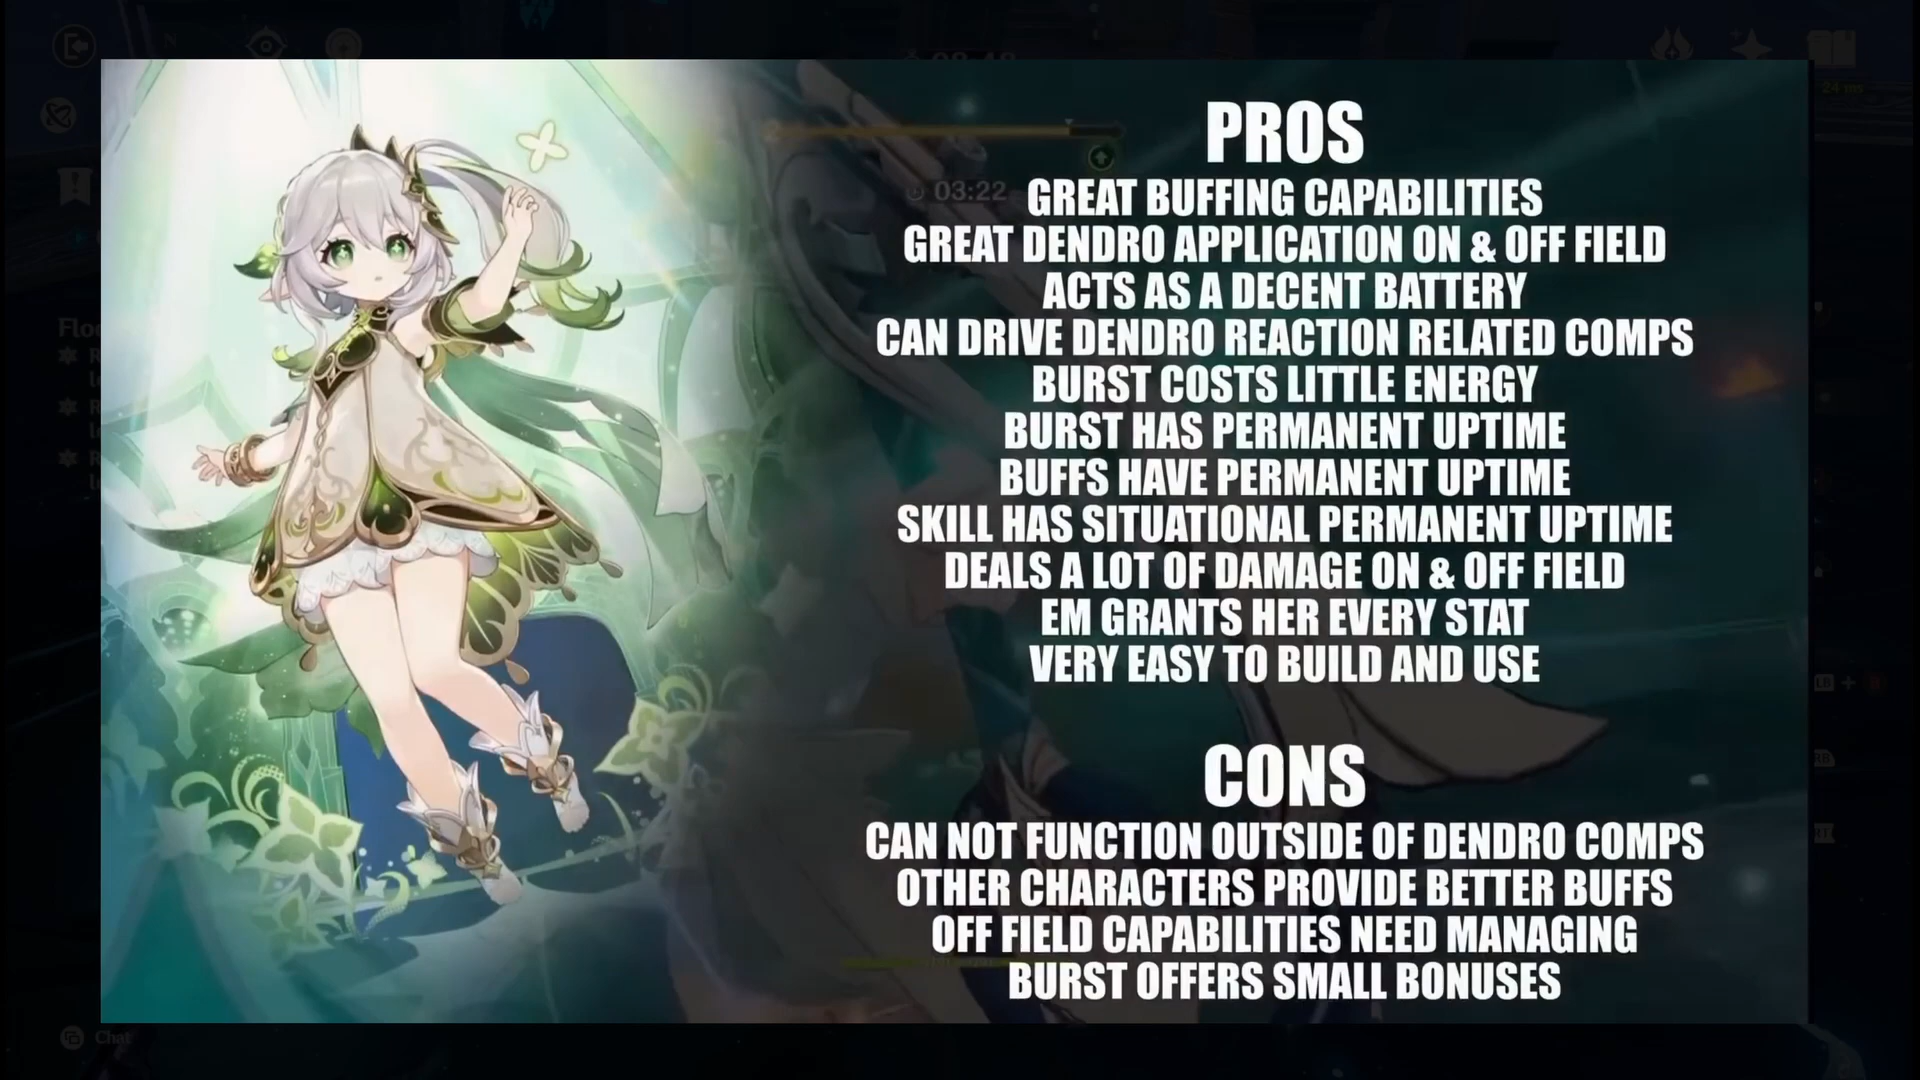 N
24 ms
03:22
PROS
GREAT BUFFING CAPABILITIES
GREAT DENDRO APPLICATION ON & OFF FIELD
ACTS AS A DECENT BATTERY
CAN DRIVE DENDRO REACTION RELATED COMPS
BURST COSTS LITTLE ENERGY
BURST HAS PERMANENT UPTIME
BUFFS HAVE PERMANENT UPTIME
SKILL HAS SITUATIONAL PERMANENT UPTIME
DEALS A LOT OF DAMAGE ON & OFF FIELD
EM GRANTS HER EVERY STAT
VERY EASY TO BUILD AND USE
CONS
CAN NOT FUNCTION OUTSIDE OF DENDRO COMPS
OTHER CHARACTERS PROVIDE BETTER BUFFS
OFF FIELD CAPABILITIES NEED MANAGING
BURST OFFERS SMALL BONUSES
Chat